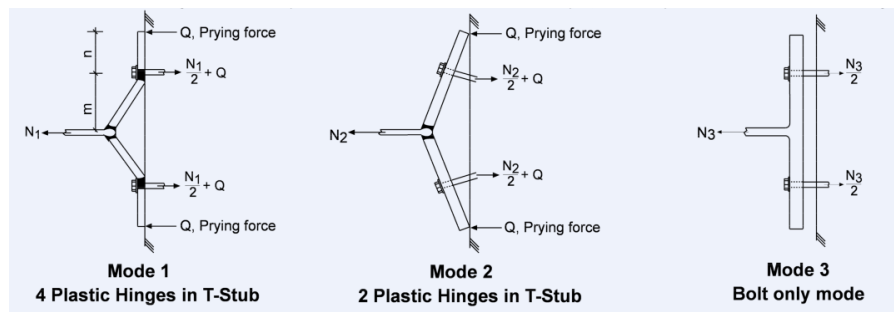 Q, Prying force
n
N1/2 + Q
m
N1
N1/2 + Q
Q, Prying force
Mode 1
4 Plastic Hinges in T-Stub
Q, Prying force
N2/2 + Q
N2
N2/2 + Q
Q, Prying force
Mode 2
2 Plastic Hinges in T-Stub
N3/2
N3
N3/2
Mode 3
Bolt only mode